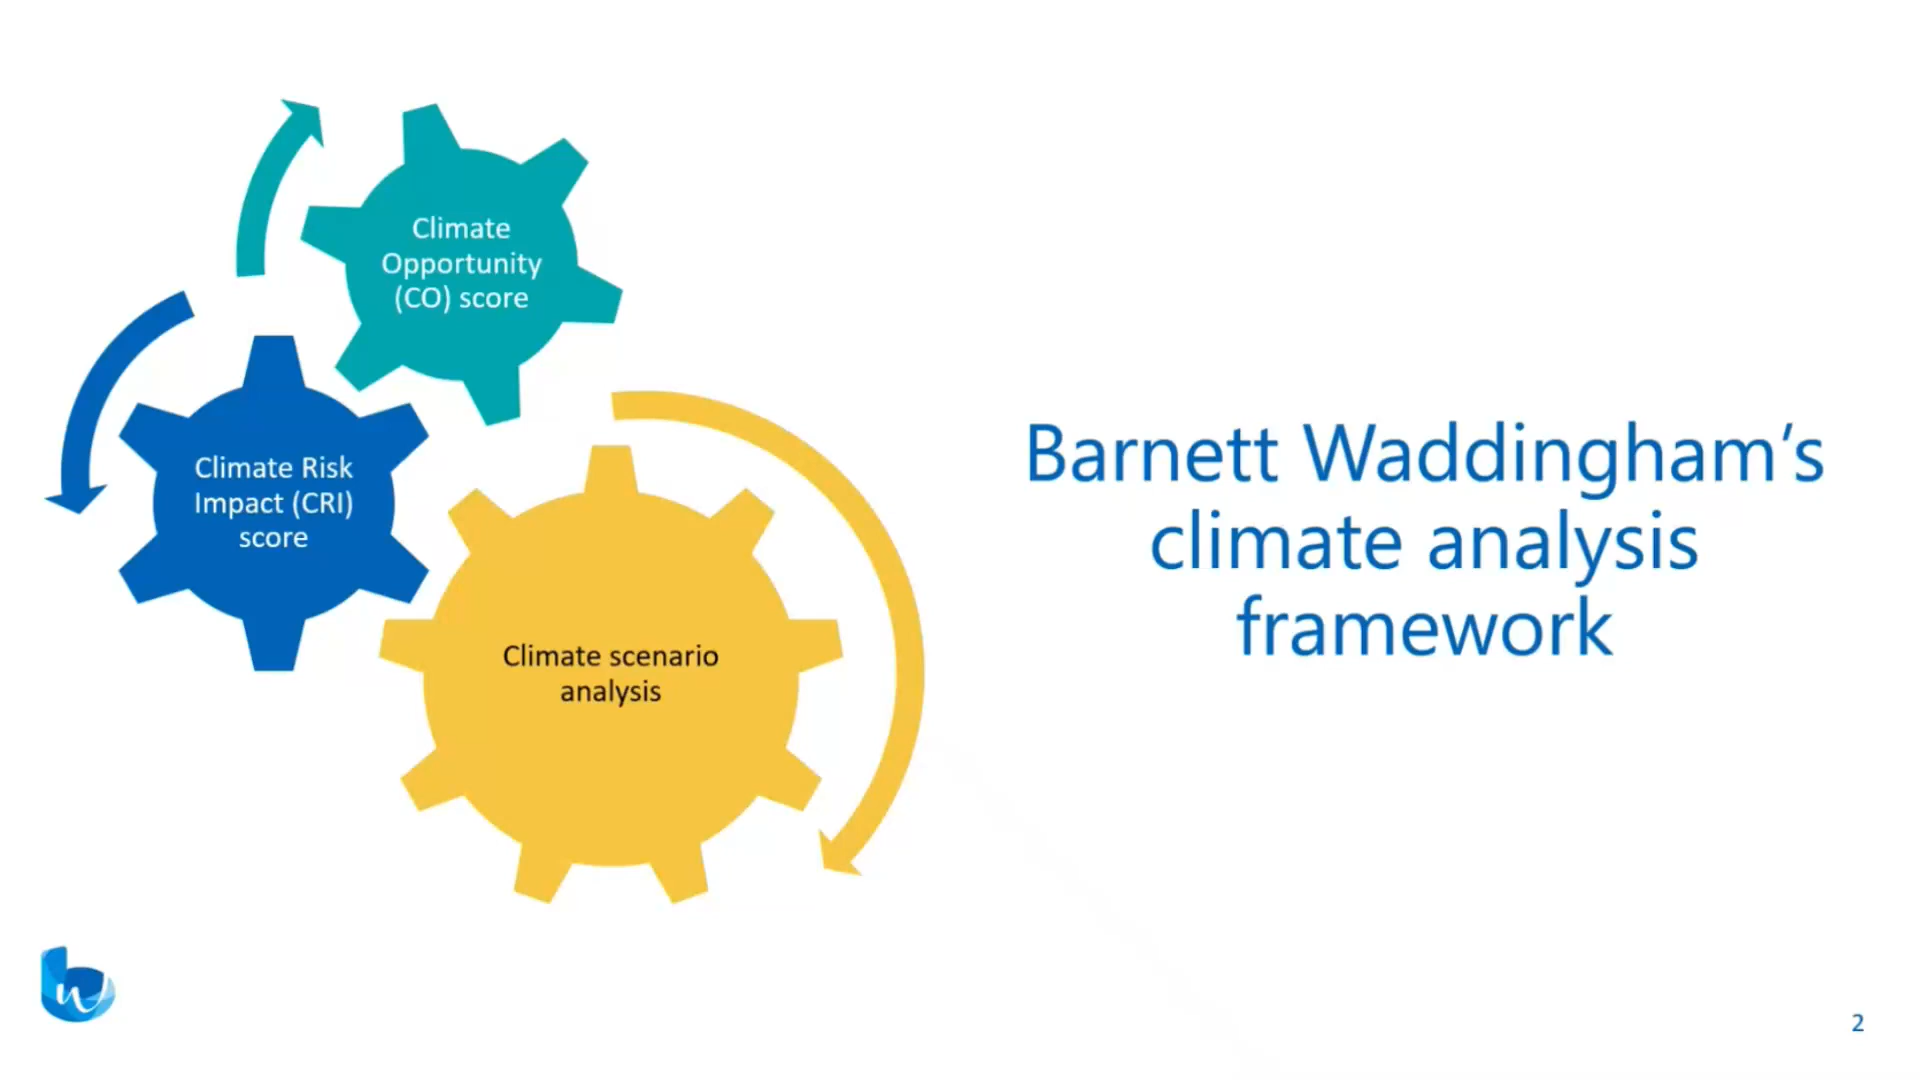 Climate
Opportunity
(CO) score
Climate Risk
Impact (CRI)
score
Climate scenario
analysis
Barnett Waddingham’s
climate analysis
framework
2